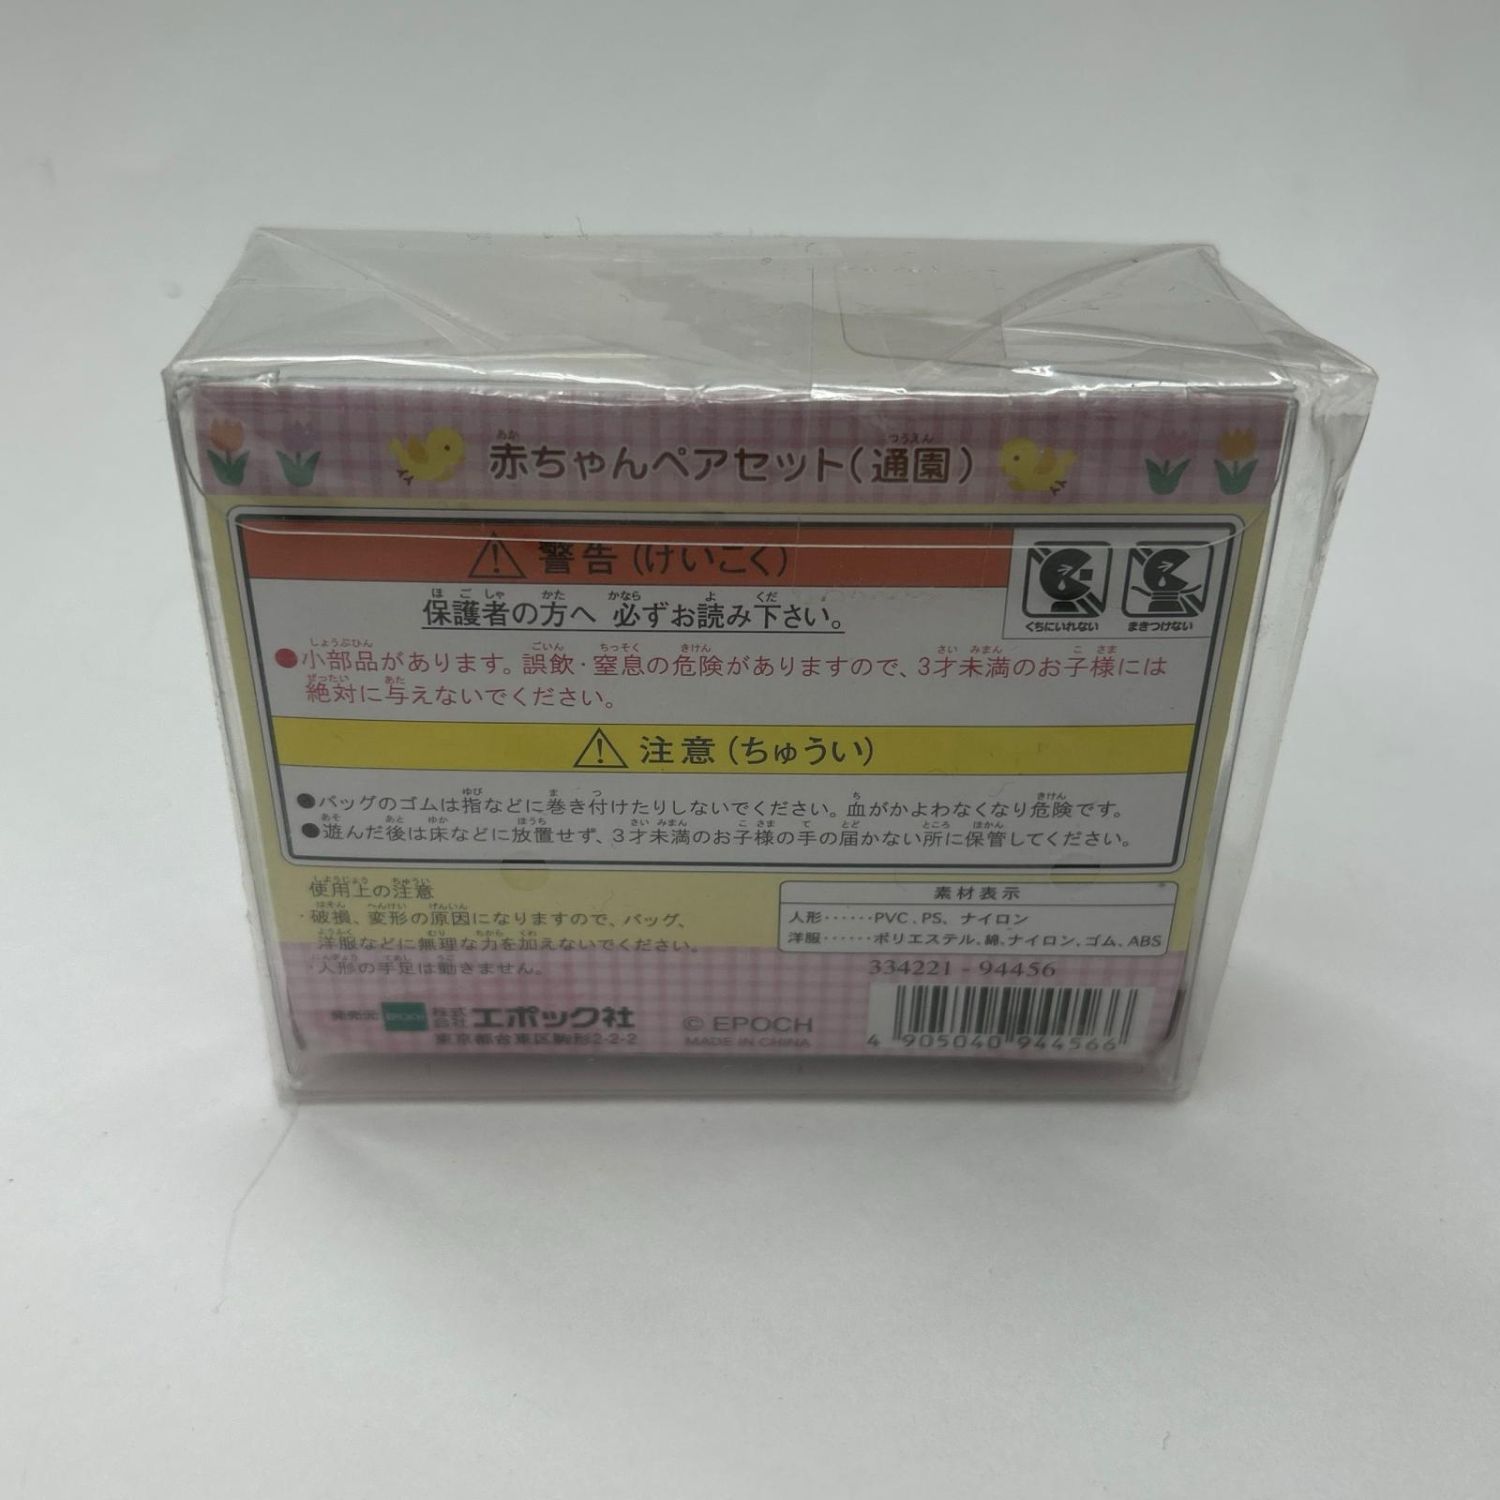 赤ちゃんペアセット(通園)
警告(けいこく)
くちにいれない
まきつけない
保護者の方へ 必ずお読み下さい。
●小部品があります。誤飲・窒息の危険がありますので、3才未満のお子様には
絶対に与えないでください。
注意(ちゅうい)
●バッグのゴムは指などに巻き付けたりしないでください。血がかよわなくなり危険です。
●遊んだ後は床などに放置せず、3才未満のお子様の手の届かない所に保管してください。
使用上の注意
・破損、変形の原因になりますので、バッグ、
洋服などに無理な力を加えないでください。
・人形の手足は動きません。
素材表示
人形……PVC、PS、ナイロン
洋服……ポリエステル、綿、ナイロン、ゴム、ABS
334221-94456
発売元 EPOCH 株式会社 エポック社
東京都台東区駒形2-2-2
© EPOCH
MADE IN CHINA
4 905040 944566